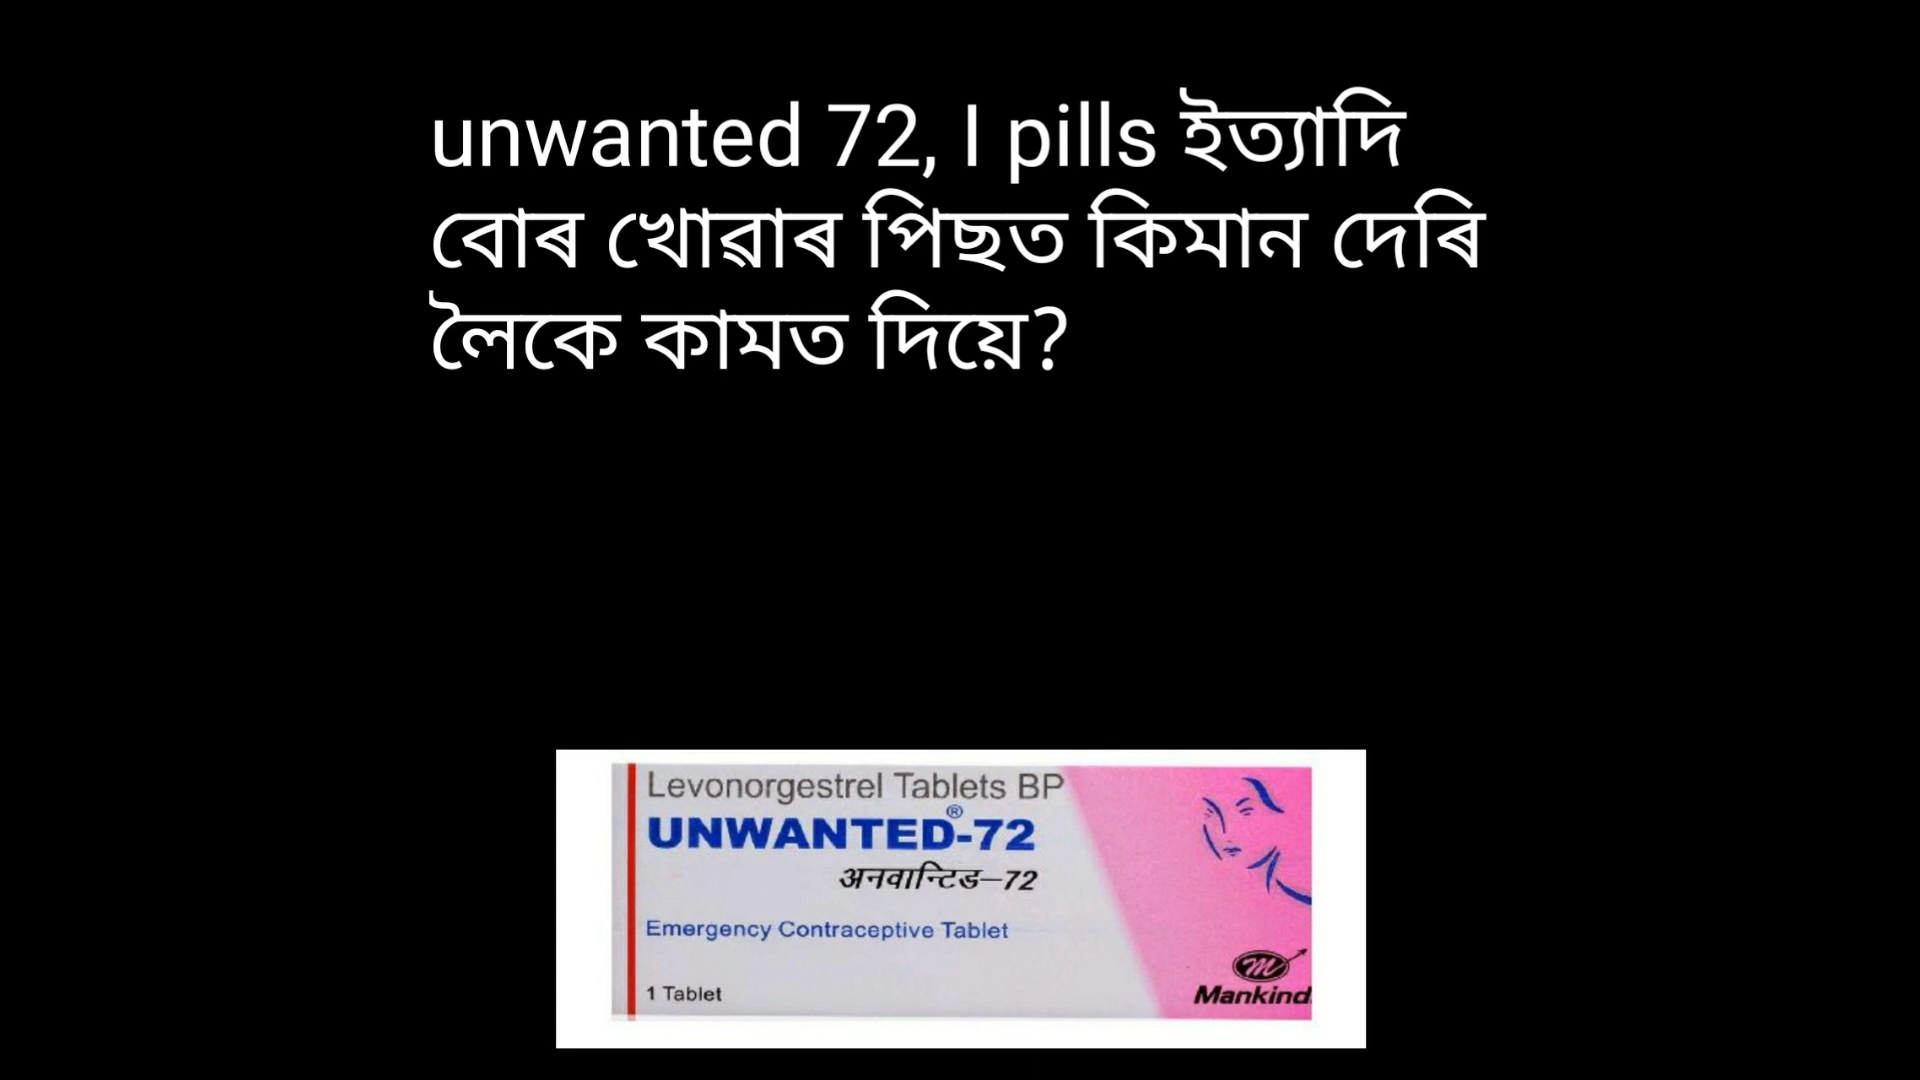 unwanted 72, I pills ইত্যাদি
বোৰ খোৱাৰ পিছত কিমান দেৰি
লৈকে কামত দিয়ে?
Levonorgestrel Tablets BP
UNWANTED®-72
अनवान्टिड–72
Emergency Contraceptive Tablet
1 Tablet
M
Mankind